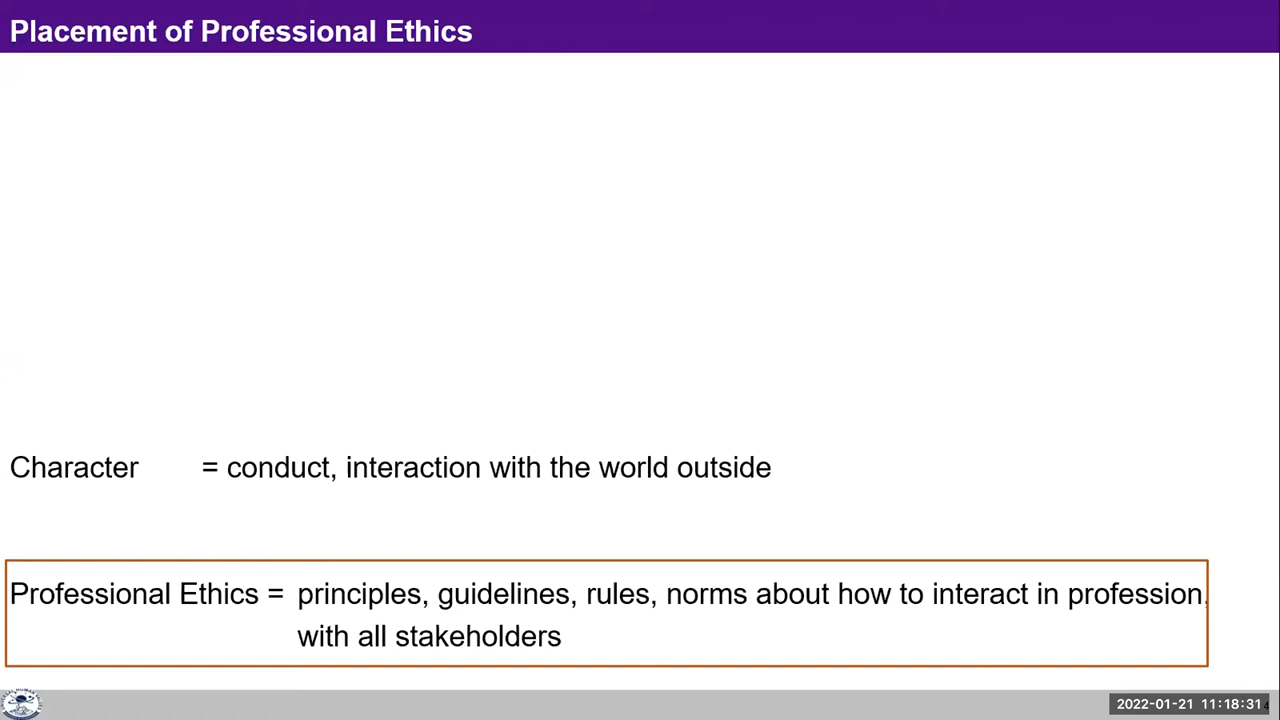 Placement of Professional Ethics
Character = conduct, interaction with the world outside
Professional Ethics = principles, guidelines, rules, norms about how to interact in profession,
with all stakeholders
2022-01-21 11:18:31
4